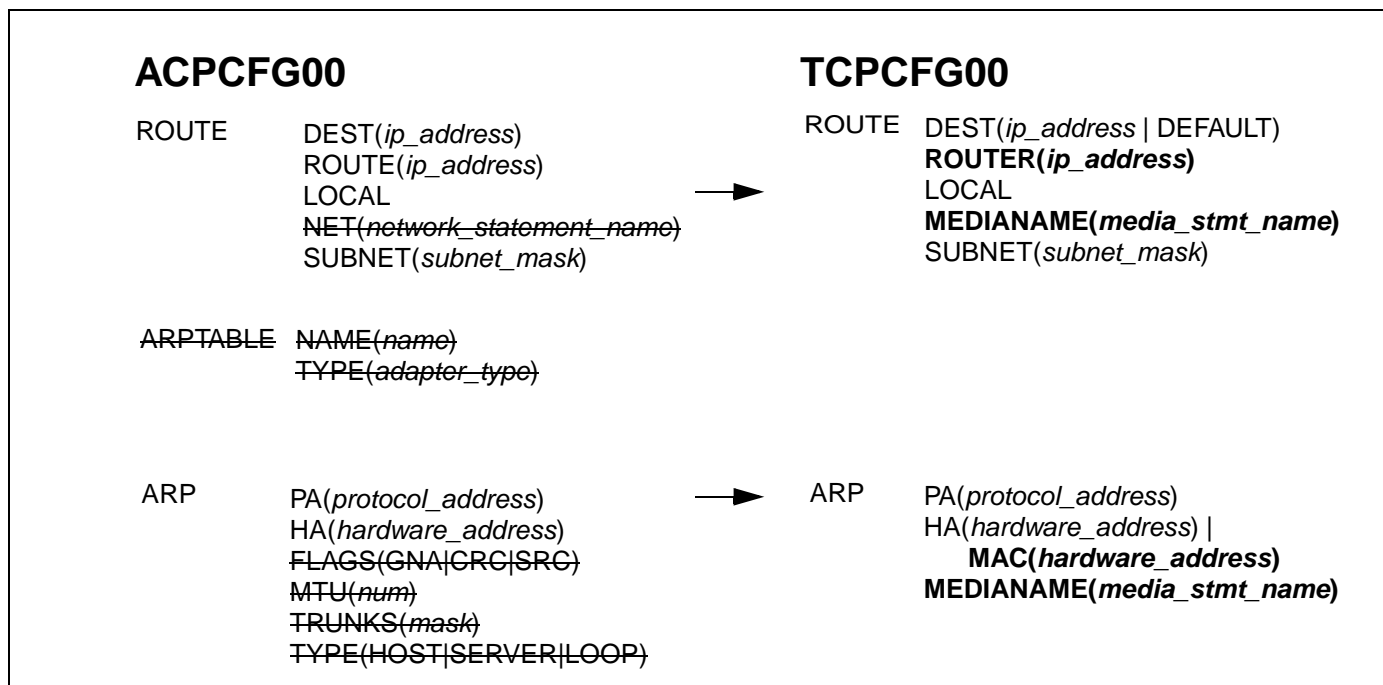 ACPCFG00
ROUTE DEST(ip_address)
ROUTE(ip_address)
LOCAL
NET(network_statement_name)
SUBNET(subnet_mask)
ARPTABLE NAME(name)
TYPE(adapter_type)
ARP PA(protocol_address)
HA(hardware_address)
FLAGS(GNA|CRC|SRC)
MTU(num)
TRUNKS(mask)
TYPE(HOST|SERVER|LOOP)
TCPCFG00
ROUTE DEST(ip_address | DEFAULT)
ROUTER(ip_address)
LOCAL
MEDIANAME(media_stmt_name)
SUBNET(subnet_mask)
ARP PA(protocol_address)
HA(hardware_address) |
MAC(hardware_address)
MEDIANAME(media_stmt_name)